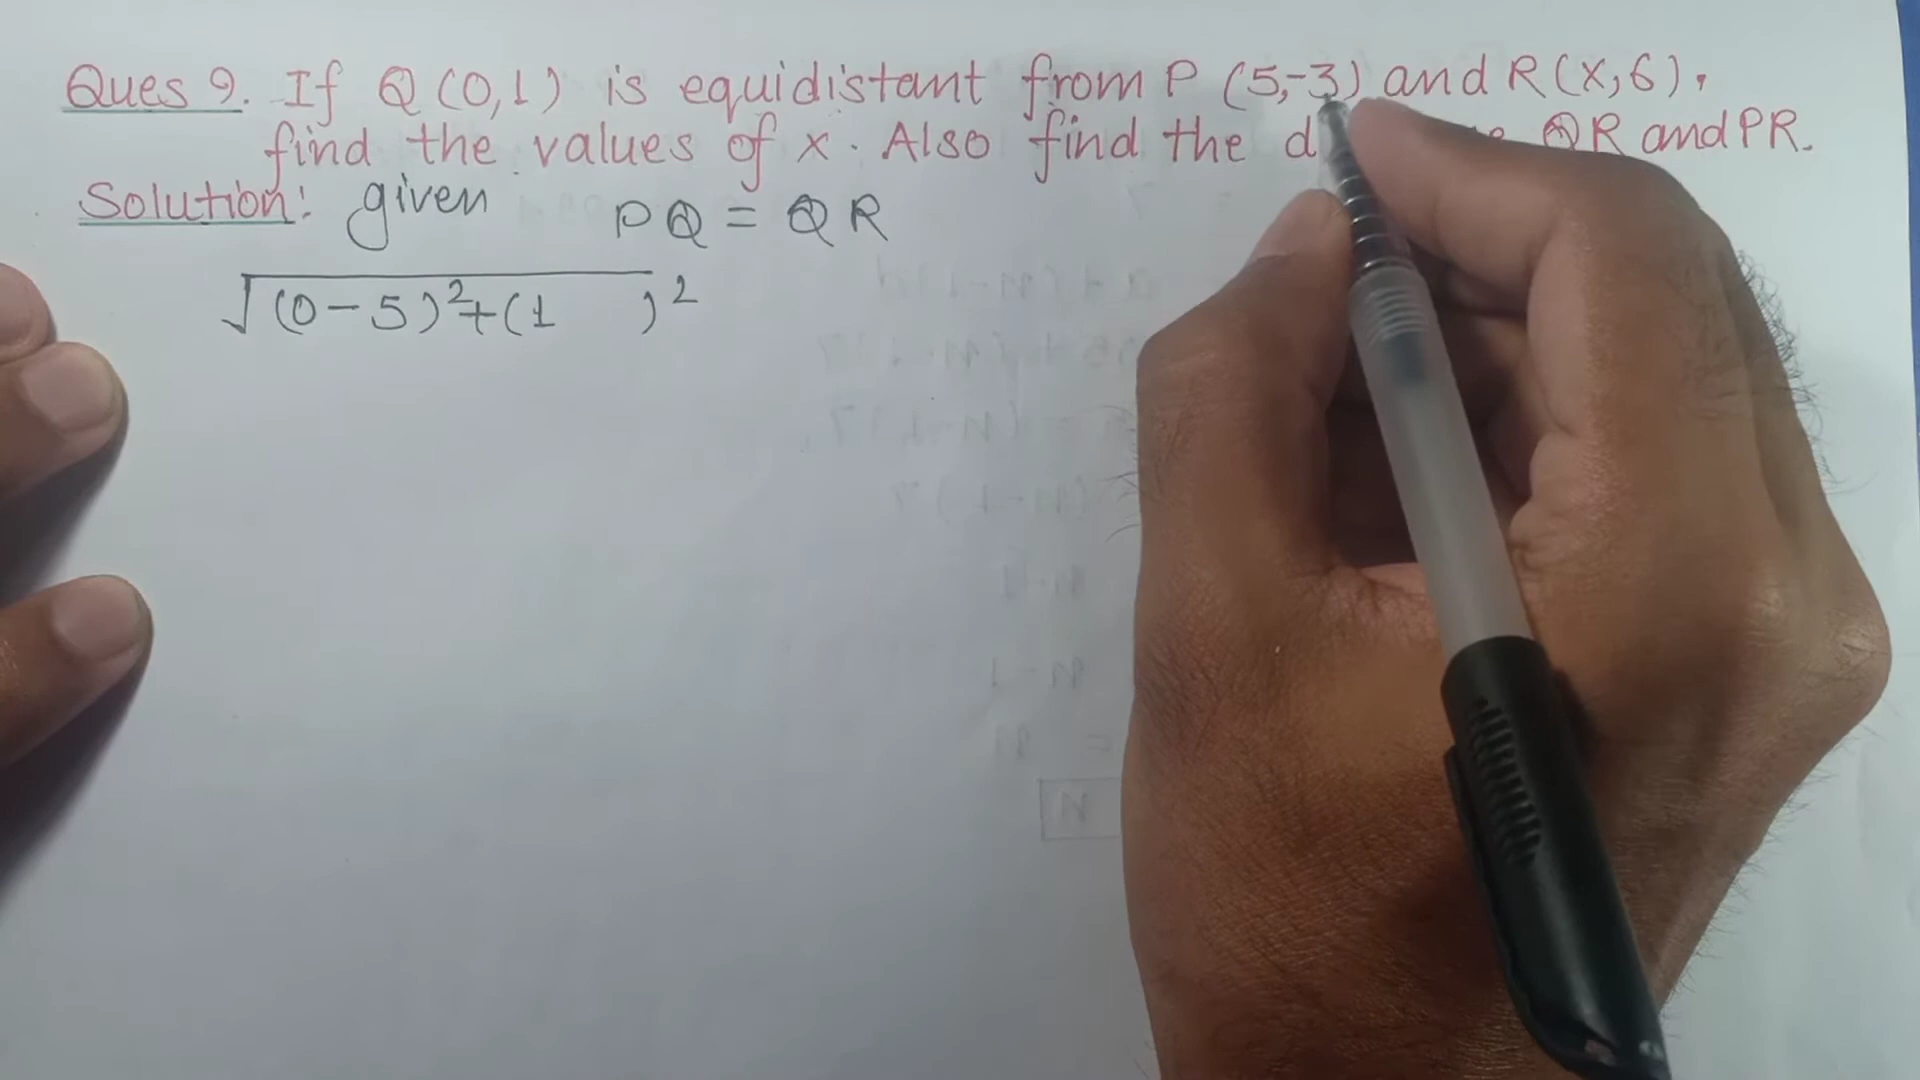 Ques 9. If Q (0,1) is equidistant from P (5,-3) and R (x,6),
find the values of x. Also find the QR and PR.
Solution: given PQ = QR
√(0-5)²+(1 )²